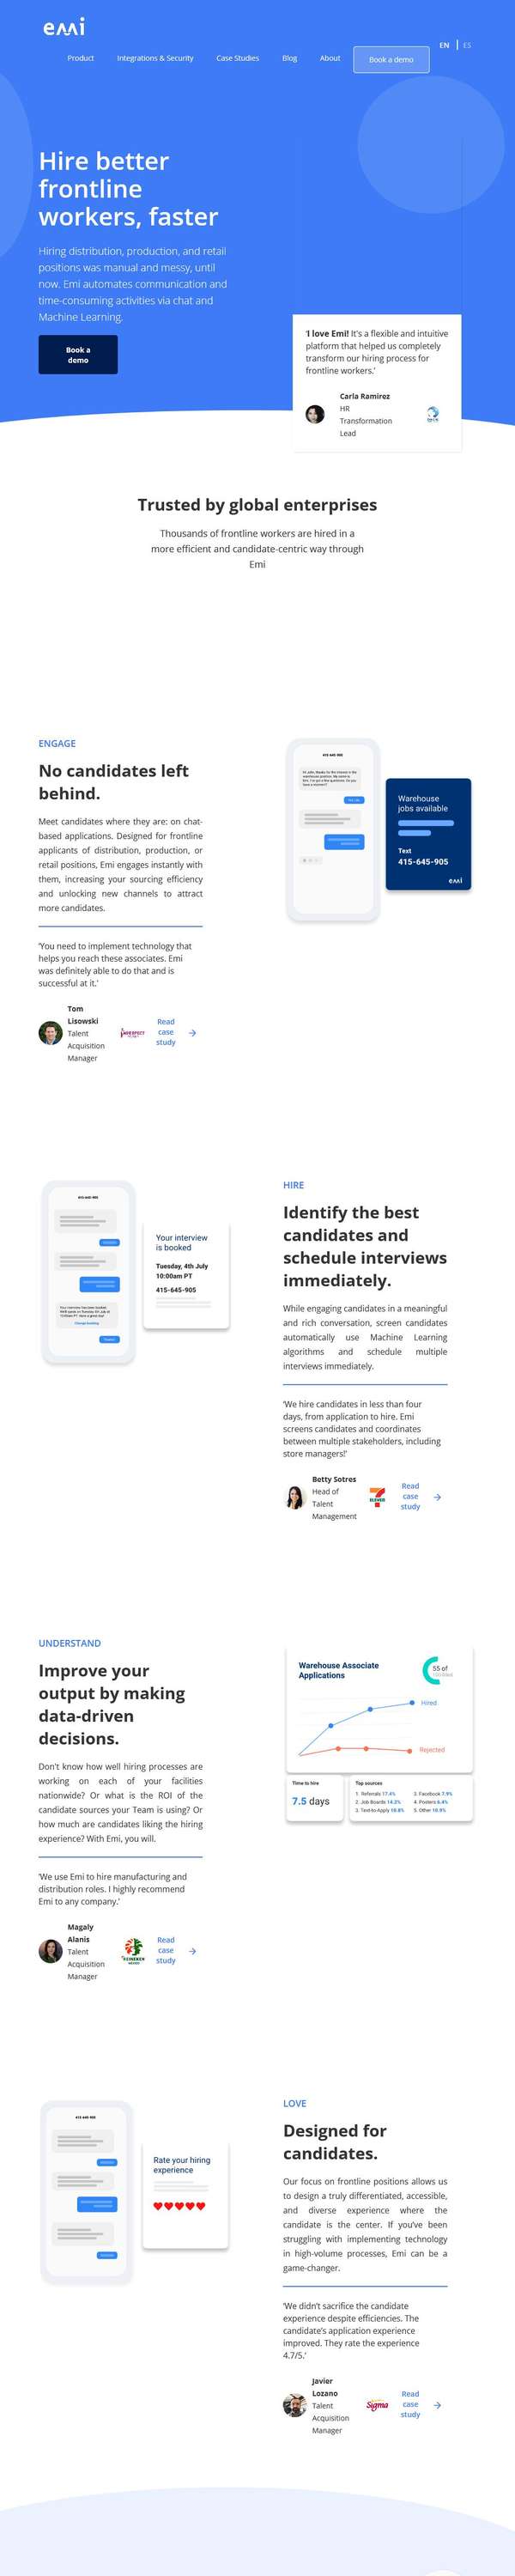 emi
EN | ES
Product Integrations & Security Case Studies Blog About Book a demo
Hire better
frontline
workers, faster
Hiring distribution, production, and retail
positions was manual and messy, until
now. Emi automates communication and
time-consuming activities via chat and
Machine Learning.
Book a
demo
'I love Emi! It's a flexible and intuitive
platform that helped us completely
transform our hiring process for
frontline workers.'
Carla Ramirez
HR
Transformation
Lead
Trusted by global enterprises
Thousands of frontline workers are hired in a
more efficient and candidate-centric way through
Emi
ENGAGE
No candidates left
behind.
Meet candidates where they are: on chat-
based applications. Designed for frontline
applicants of distribution, production, or
retail positions, Emi engages instantly with
them, increasing your sourcing efficiency
and unlocking new channels to attract
more candidates.
'You need to implement technology that
helps you reach these associates. Emi
was definitely able to do that and is
successful at it.'
Tom
Lisowski
Talent
Acquisition
Manager
Read
case
study
415 645 905
Warehouse
jobs available
Text
415-645-905
emi
415 645 905
Change booking
Your interview
is booked
Tuesday, 4th July
10:00am PT
415-645-905
HIRE
Identify the best
candidates and
schedule interviews
immediately.
While engaging candidates in a meaningful
and rich conversation, screen candidates
automatically use Machine Learning
algorithms and schedule multiple
interviews immediately.
'We hire candidates in less than four
days, from application to hire. Emi
screens candidates and coordinates
between multiple stakeholders, including
store managers!'
Betty Sotres
Head of
Talent
Management
7
ELEVEN
Read
case
study
UNDERSTAND
Improve your
output by making
data-driven
decisions.
Don't know how well hiring processes are
working on each of your facilities
nationwide? Or what is the ROI of the
candidate sources your Team is using? Or
how much are candidates liking the hiring
experience? With Emi, you will.
'We use Emi to hire manufacturing and
distribution roles. I highly recommend
Emi to any company.'
Magaly
Alanis
Talent
Acquisition
Manager
HEINEKEN
MÉXICO
Read
case
study
Warehouse Associate
Applications
55 of
Hired
Rejected
Time to hire
7.5 days
Top sources
1. Referrals 17.4%
2. Job Boards 14.2%
3. Text-to-Apply 10.8%
3. Facebook 7.9%
4. Posters 6.4%
5. Other 10.9%
415 645 905
Rate your hiring
experience
LOVE
Designed for
candidates.
Our focus on frontline positions allows us
to design a truly differentiated, accessible,
and diverse experience where the
candidate is the center. If you've been
struggling with implementing technology
in high-volume processes, Emi can be a
game-changer.
'We didn't sacrifice the candidate
experience despite efficiencies. The
candidate's application experience
improved. They rate the experience
4.7/5.'
Javier
Lozano
Talent
Acquisition
Manager
Sigma
Read
case
study